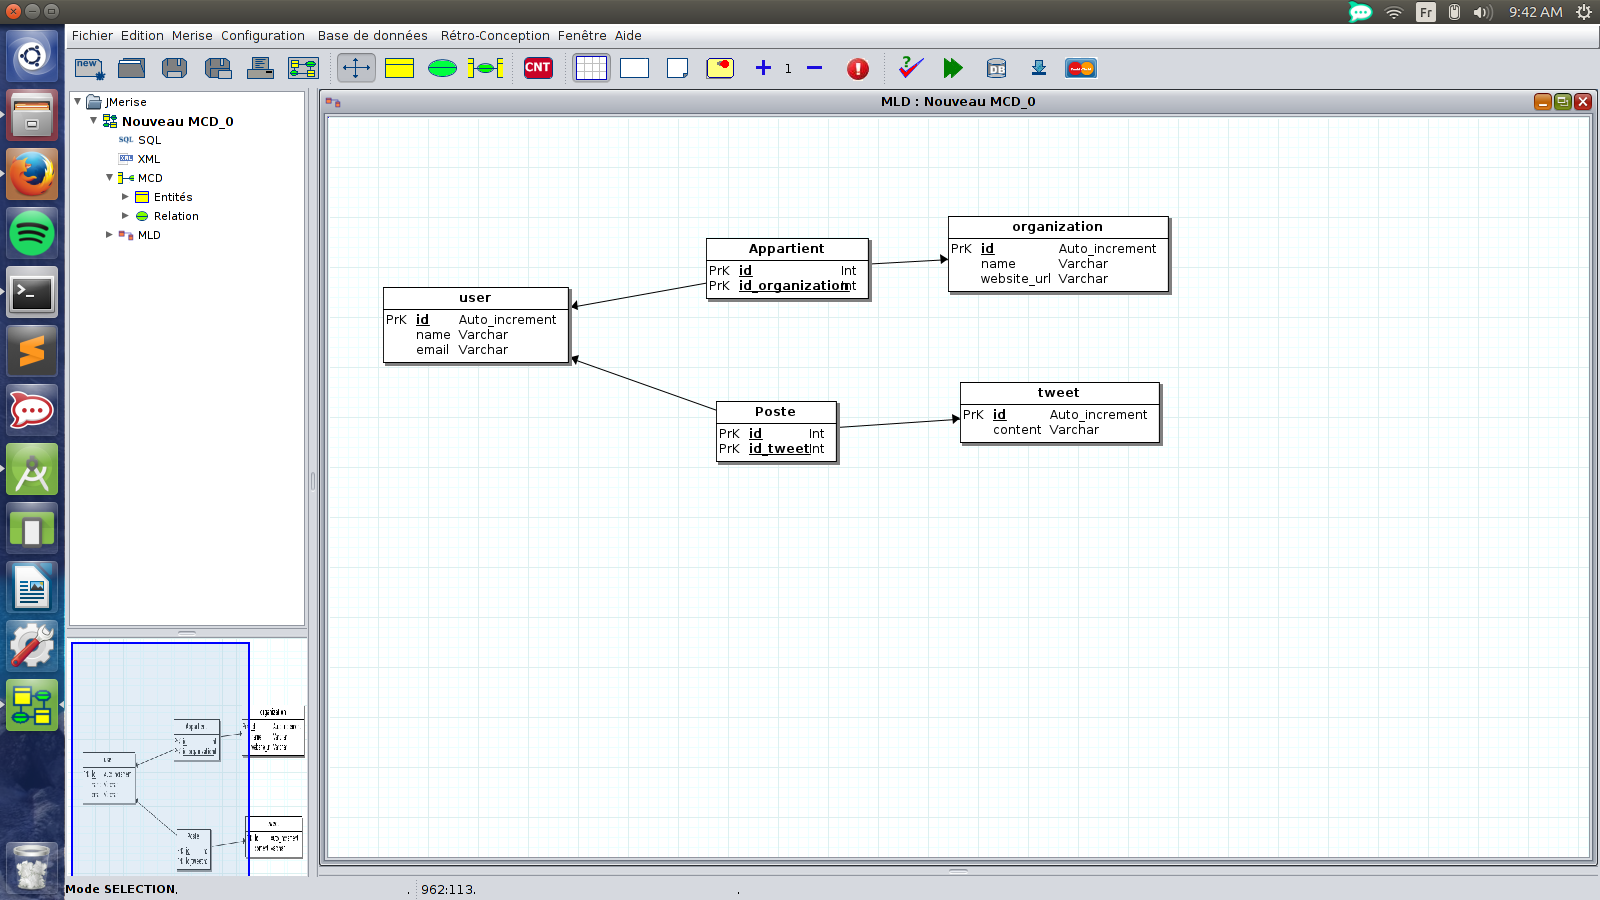 Fr
9:42 AM
Fichier Edition Merise Configuration Base de données Rétro-Conception Fenêtre Aide
new
CNT
1
JMerise
Nouveau MCD_0
SQL SQL
XML
MCD
Entités
Relation
MLD
MLD : Nouveau MCD_0
organization
PrK id Auto_increment
name Varchar
website_url Varchar
Appartient
PrK id Int
PrK id_organization Int
user
PrK id Auto_increment
name Varchar
email Varchar
tweet
PrK id Auto_increment
content Varchar
Poste
PrK id Int
PrK id_tweet Int
Mode SELECTION.
962:113.